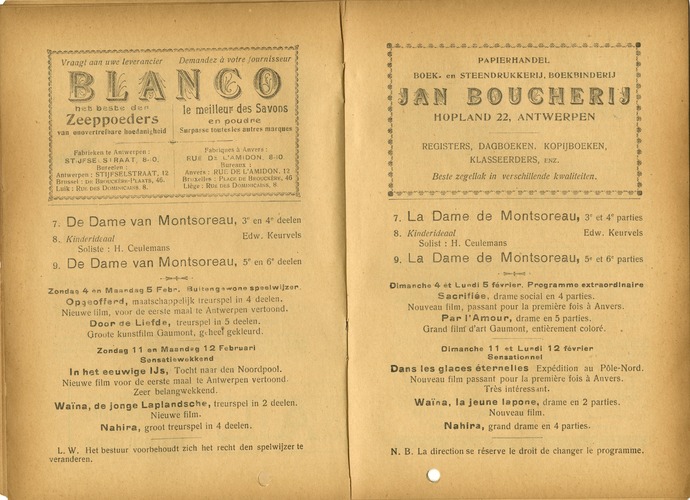 Vraagt aan uwe leverancier
Demandez à votre fournisseur
BLANCO
het beste der
Zeeppoeders
van onovertrefbare hoedanigheid
le meilleur des Savons
en poudre
Surpasse toutes les autres marques
Fabrieken te Antwerpen :
STIJFSELSTRAAT, 8-10.
Bureelen :
Antwerpen : STIJFSELSTRAAT, 12
Brussel : DE BROUCKÈRE-PLAATS, 46
Luik : RUE DES DOMINICAINS, 8.
Fabriques à Anvers :
RUE DE L'AMIDON, 8-10
Bureaux :
Anvers : RUE DE L'AMIDON, 12
Bruxelles : PLACE DE BROUCKÈRE, 46
Liége : RUE DES DOMINICAINS, 8.
7. De Dame van Montsoreau, 3e en 4e deelen
8. Kinderideaal Edw. Keurvels
Soliste : H. Ceulemans
9. De Dame van Montsoreau, 5e en 6e deelen
Zondag 4 en Maandag 5 Febr. Buitengewone spelwijzer.
Opgeofferd, maatschappelijk treurspel in 4 deelen.
Nieuwe film, voor de eerste maal te Antwerpen vertoond.
Door de Liefde, treurspel in 5 deelen.
Groote kunstfilm Gaumont, geheel gekleurd.
Zondag 11 en Maandag 12 Februari
Sensatiewekkend
In het eeuwige IJs, Tocht naar den Noordpool.
Nieuwe film voor de eerste maal te Antwerpen vertoond.
Zeer belangwekkend.
Waïna, de jonge Laplandsche, treurspel in 2 deelen.
Nieuwe film.
Nahira, groot treurspel in 4 deelen.
L. W. Het bestuur voorbehoudt zich het recht den spelwijzer te
veranderen.
PAPIERHANDEL
BOEK- en STEENDRUKKERIJ, BOEKBINDERIJ
JAN BOUCHERIJ
HOPLAND 22, ANTWERPEN
REGISTERS, DAGBOEKEN, KOPIJBOEKEN,
KLASSEERDERS, ENZ.
Beste zegellak in verschillende kwaliteiten.
7. La Dame de Montsoreau, 3e et 4e parties
8. Kinderideaal Edw. Keurvels
Solist : H. Ceulemans
9. La Dame de Montsoreau, 5e et 6e parties
Dimanche 4 et Lundi 5 février. Programme extraordinaire
Sacrifiée, drame social en 4 parties.
Nouveau film, passant pour la première fois à Anvers.
Par l'Amour, drame en 5 parties.
Grand film d'art Gaumont, entièrement coloré.
Dimanche 11 et Lundi 12 février
Sensationnel
Dans les glaces éternelles Expédition au Pôle-Nord.
Nouveau film passant pour la première fois à Anvers.
Très intéressant.
Waïna, la jeune lapone, drame en 2 parties.
Nouveau film.
Nahira, grand drame en 4 parties.
N. B. La direction se réserve le droit de changer le programme.